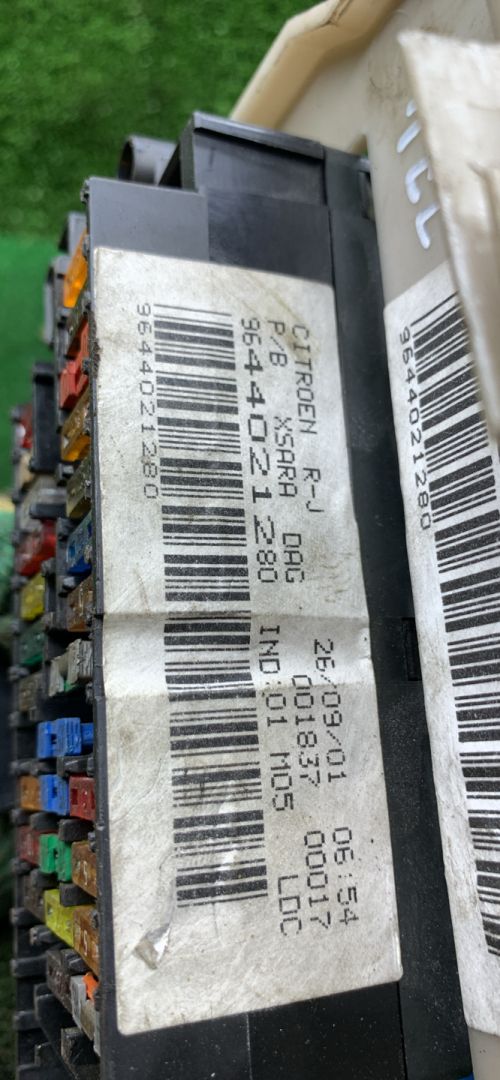 CITROEN R-J 26/09/01 06:54
P/B XSARA DAG 001837 00017
9644021280 IND:01 M05 LDC
9644021280
9644021280